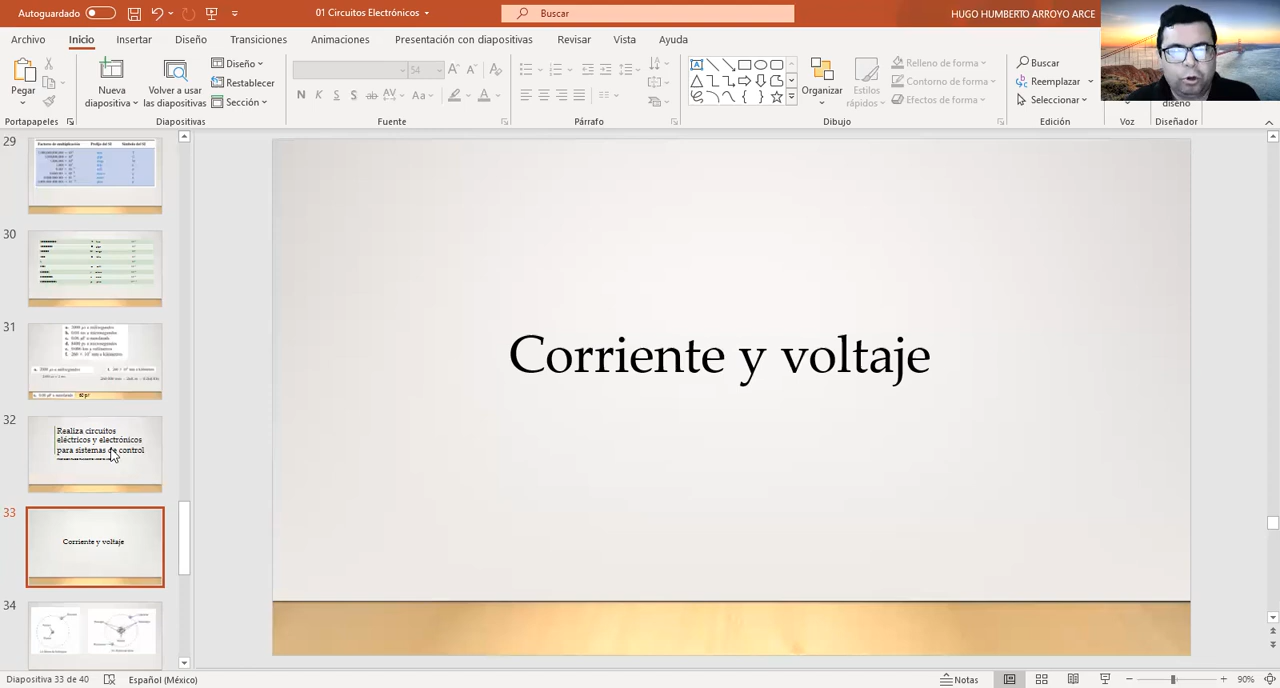 Autoguardado
01 Circuitos Electrónicos
Buscar
HUGO HUMBERTO ARROYO ARCE
Archivo
Inicio
Insertar
Diseño
Transiciones
Animaciones
Presentación con diapositivas
Revisar
Vista
Ayuda
Pegar
Nueva diapositiva
Volver a usar las diapositivas
Diseño
Restablecer
Sección
54
N K S S ab AV Aa A
Organizar
Estilos rápidos
Relleno de forma
Contorno de forma
Efectos de forma
Buscar
Reemplazar
Seleccionar
diseño
Portapapeles
Diapositivas
Fuente
Párrafo
Dibujo
Edición
Voz
Diseñador
29
30
31
32
Realiza circuitos
eléctricos y electrónicos
para sistemas de control
33
Corriente y voltaje
34
Corriente y voltaje
Diapositiva 33 de 40
Español (México)
Notas
90%